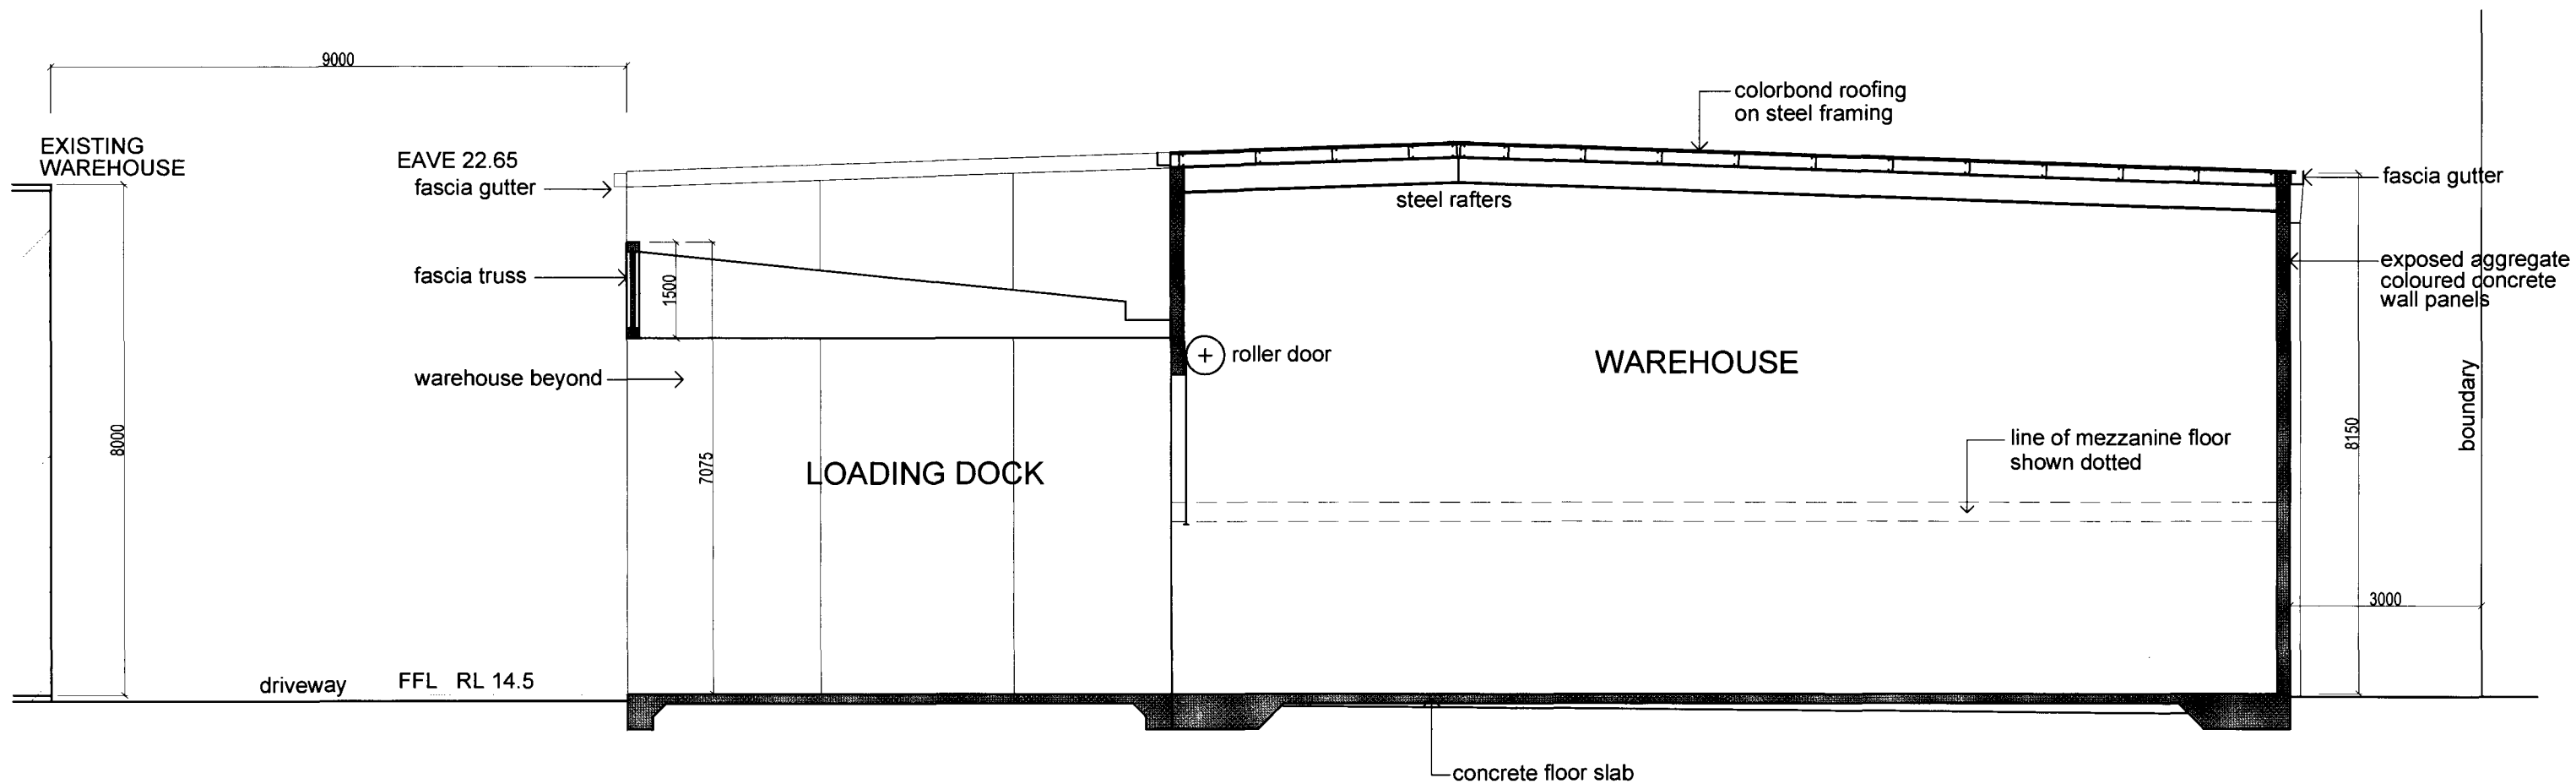 9000
colorbond roofing
on steel framing
EXISTING
WAREHOUSE
EAVE 22.65
fascia gutter
fascia gutter
steel rafters
fascia truss
1500
exposed aggregate
coloured concrete
wall panels
roller door
WAREHOUSE
warehouse beyond
boundary
8000
7075
LOADING DOCK
line of mezzanine floor
shown dotted
8150
3000
driveway FFL RL 14.5
concrete floor slab